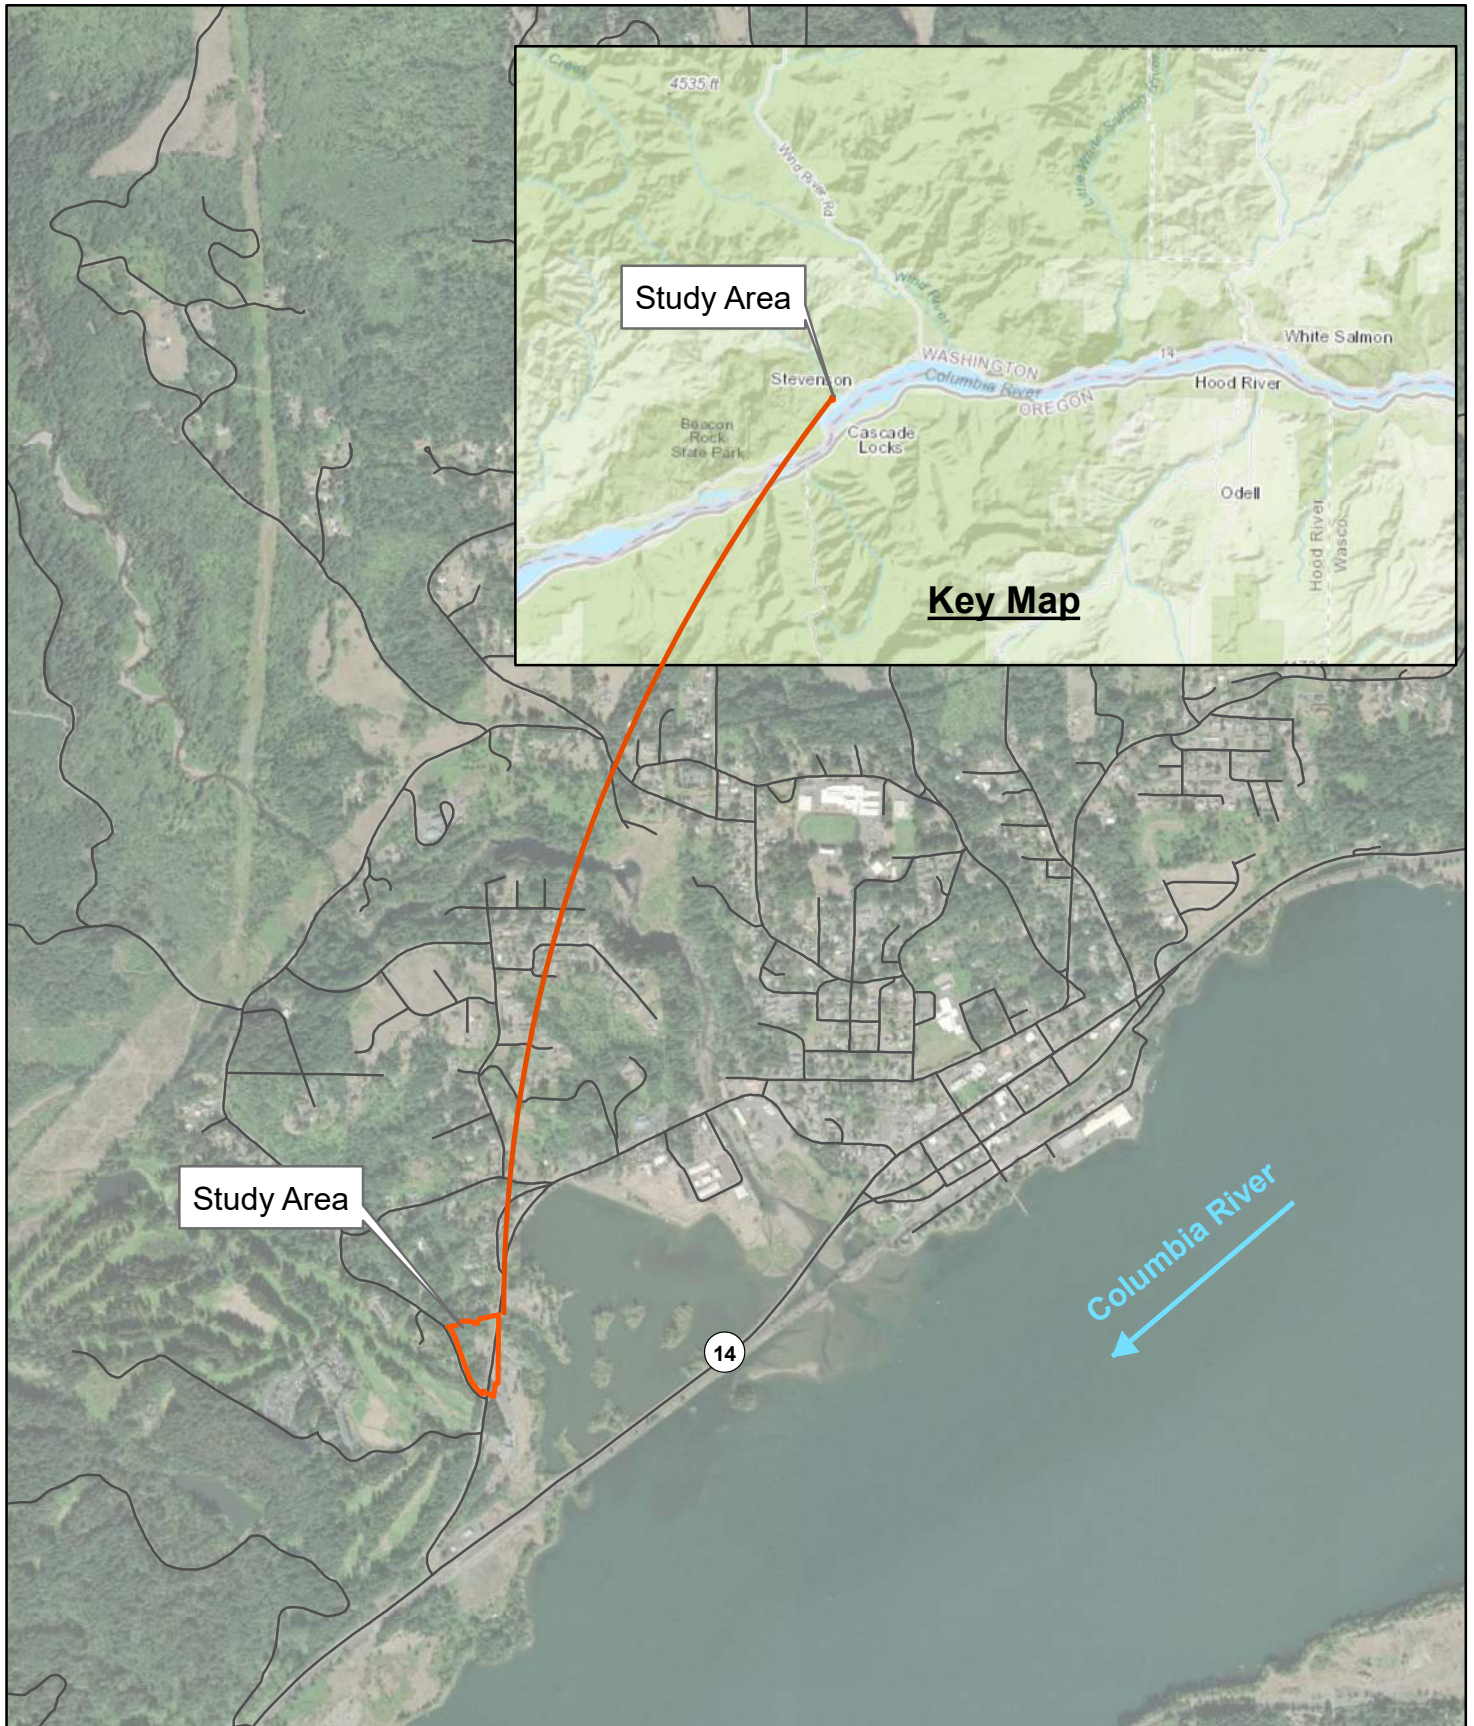 Creek
4535 ft
Wind River Rd
Little White Salmon River
Study Area
Wind River
WASHINGTON
14
White Salmon
Stevenson
Columbia River
Hood River
OREGON
Beacon
Rock
State Park
Cascade
Locks
Odell
Hood River
Wasco
Key Map
Study Area
Columbia River
14